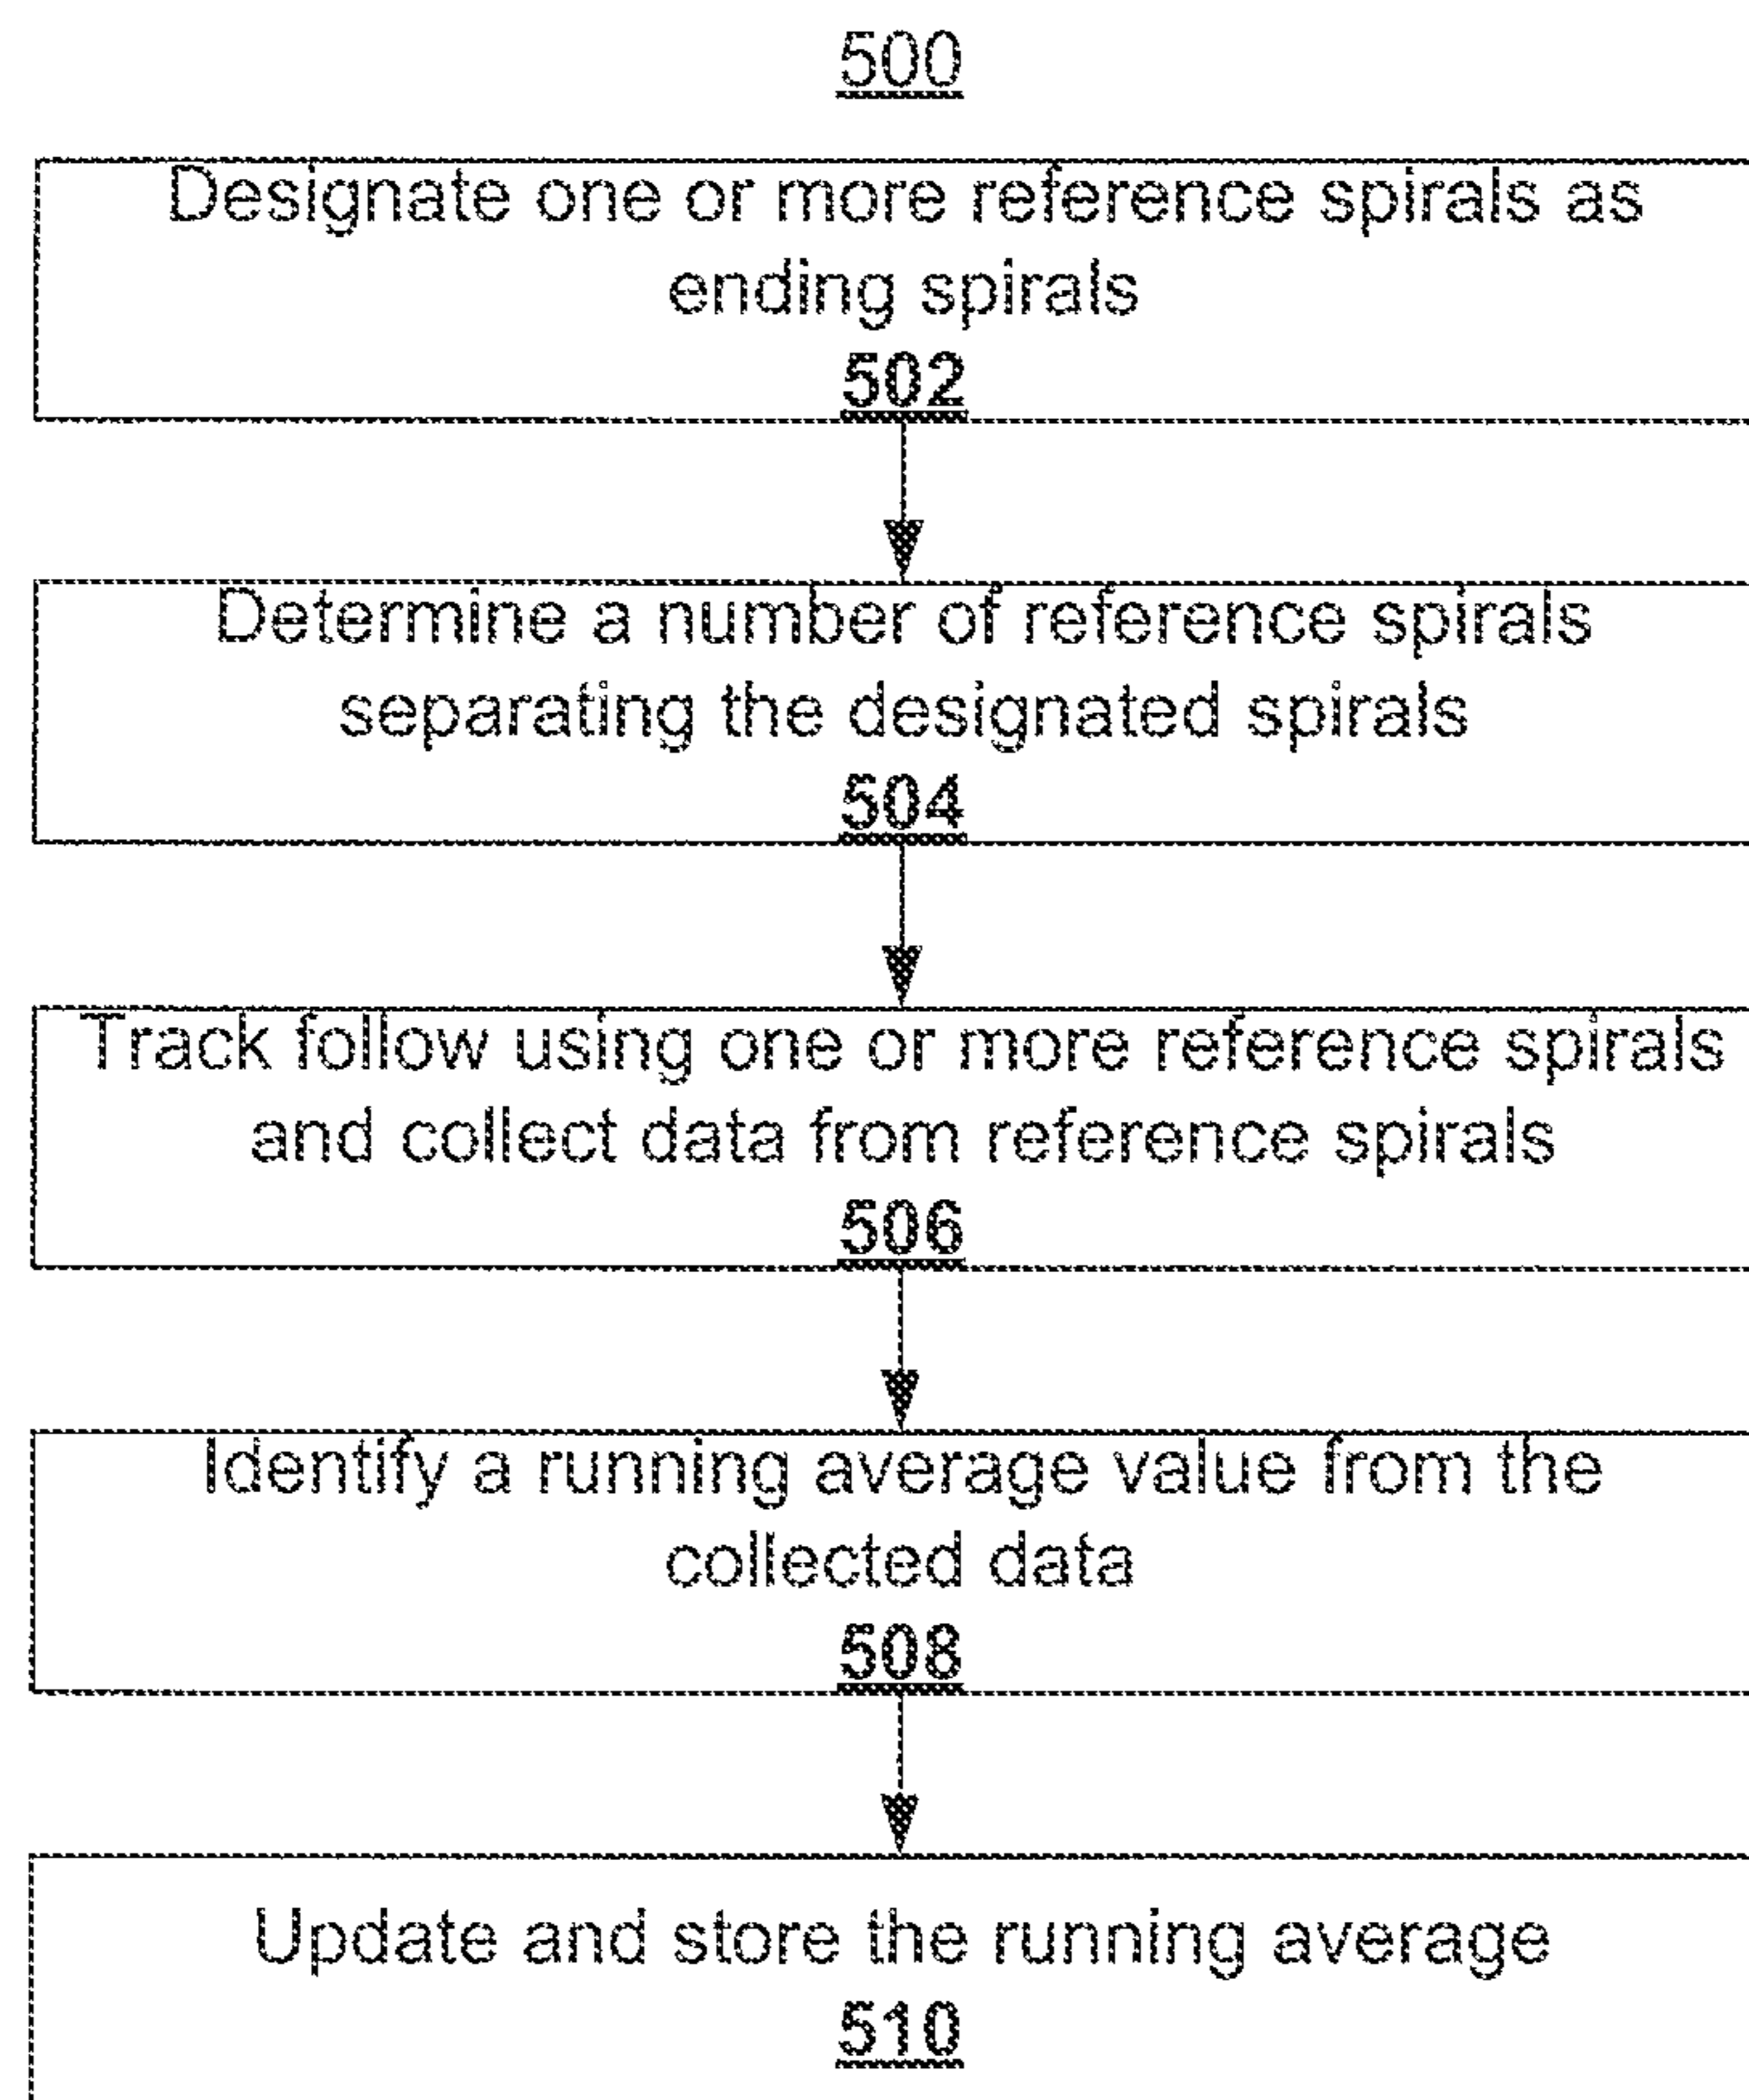 500
Designate one or more reference spirals as
ending spirals
502
Determine a number of reference spirals
separating the designated spirals
504
Track follow using one or more reference spirals
and collect data from reference spirals
506
Identify a running average value from the
collected data
508
Update and store the running average
510